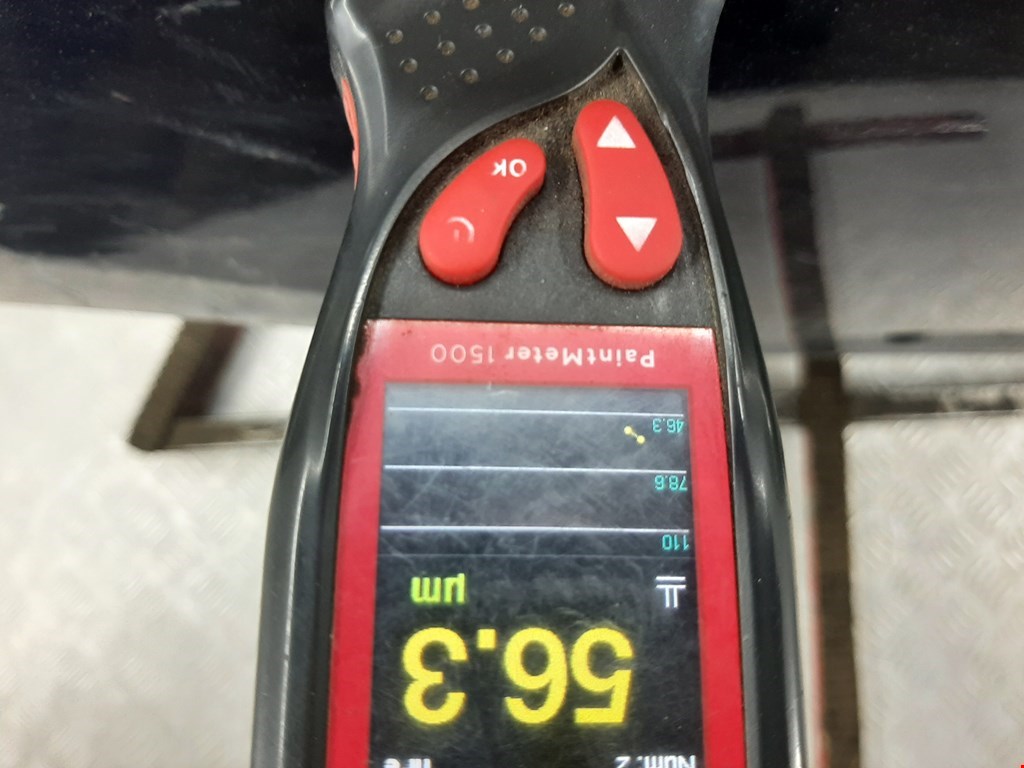 Num. 2
56.3
µm
110
78.6
46.3
PaintMeter 1500
OK